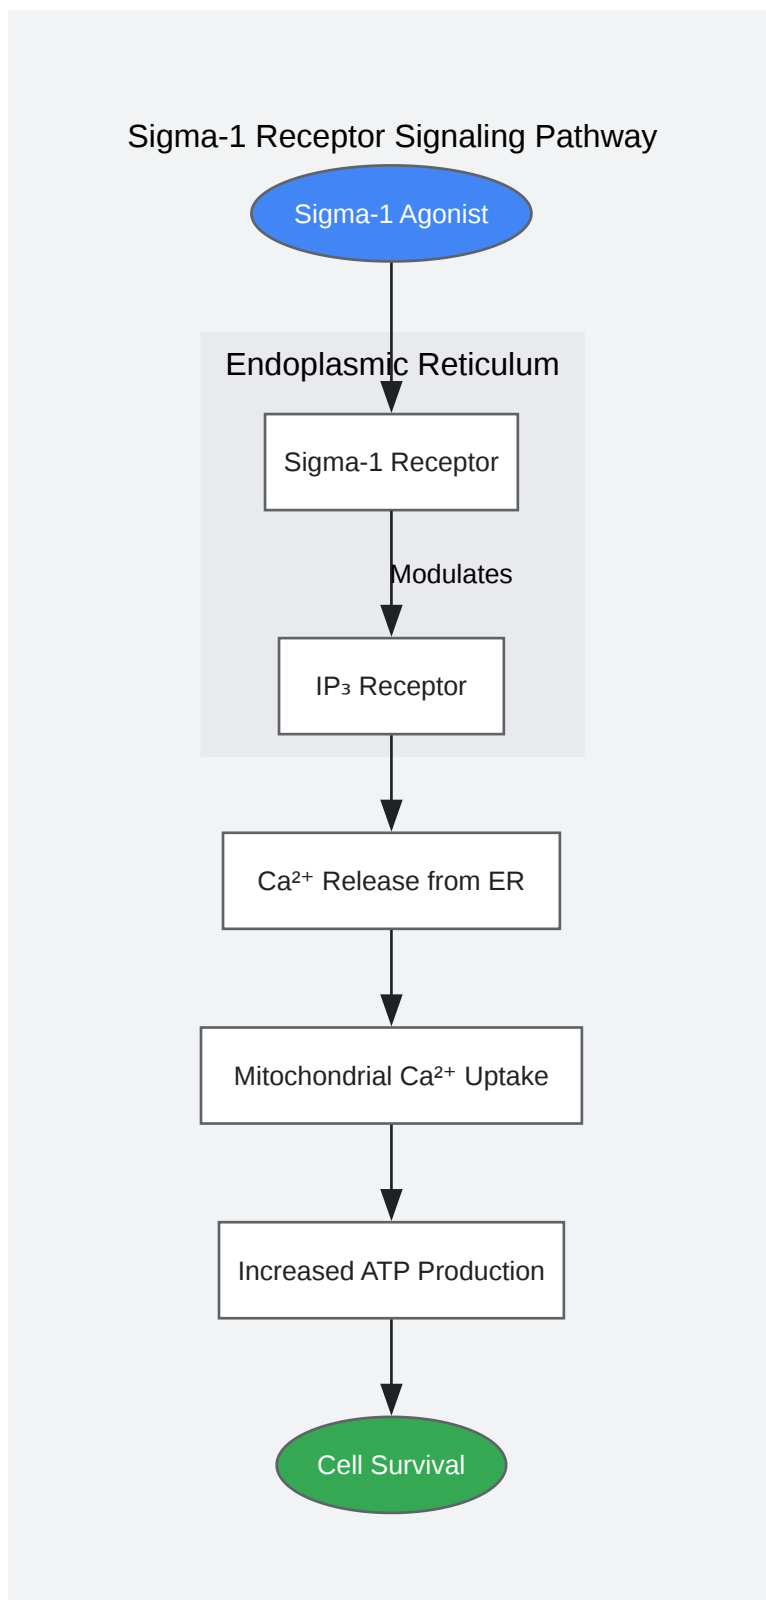 Sigma-1 Receptor Signaling Pathway
Sigma-1 Agonist
Endoplasmic Reticulum
Sigma-1 Receptor
Modulates
IP₃ Receptor
Ca²⁺ Release from ER
Mitochondrial Ca²⁺ Uptake
Increased ATP Production
Cell Survival